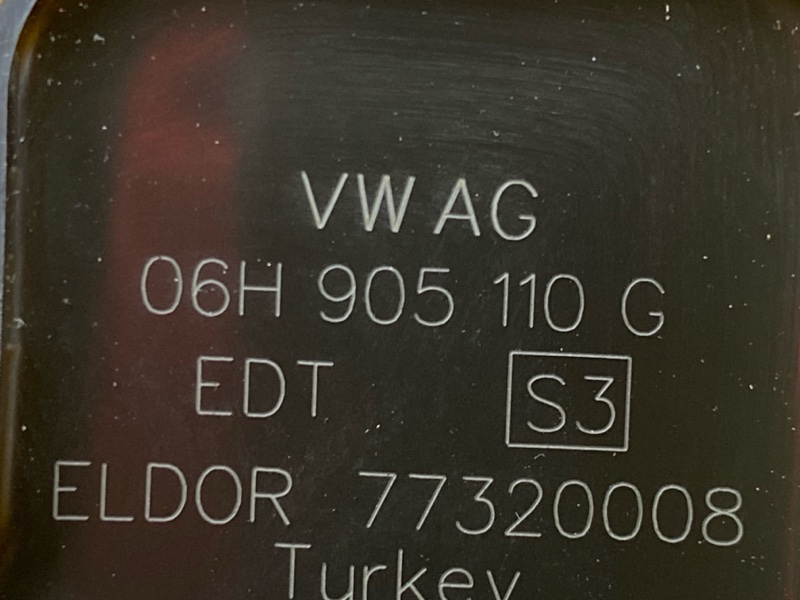 VW AG
06H 905 110 G
EDT S3
ELDOR 77320008
Turkey